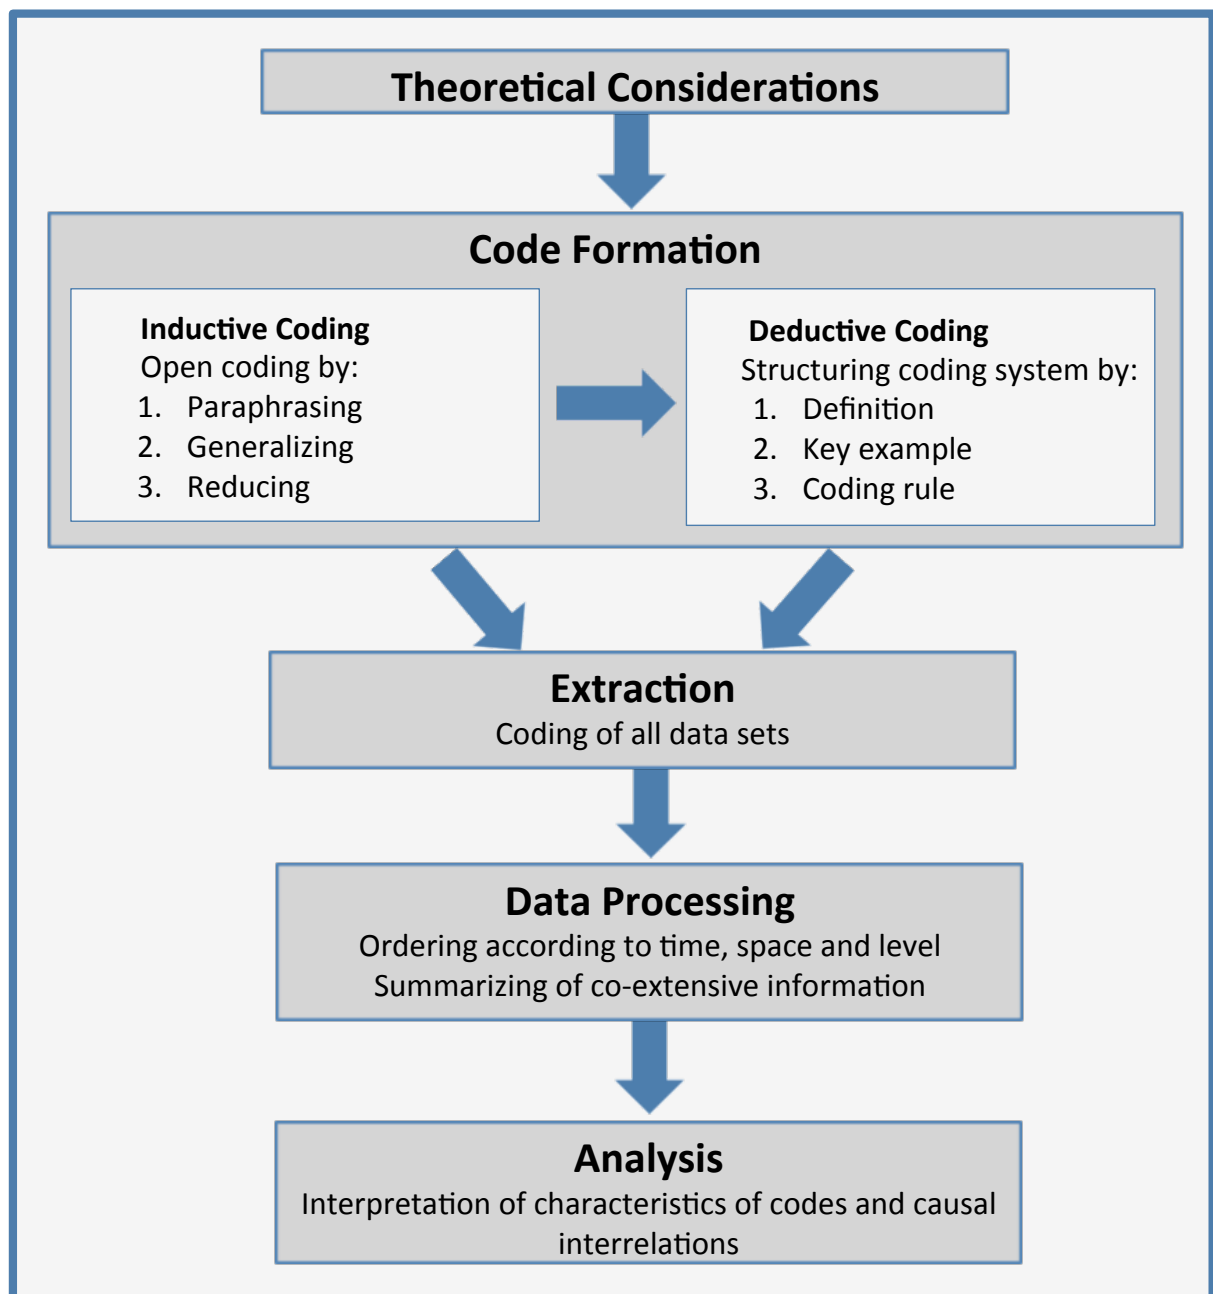 Theoretical Considerations
Code Formation
Inductive Coding
Open coding by:
1. Paraphrasing
2. Generalizing
3. Reducing
Deductive Coding
Structuring coding system by:
1. Definition
2. Key example
3. Coding rule
Extraction
Coding of all data sets
Data Processing
Ordering according to time, space and level
Summarizing of co-extensive information
Analysis
Interpretation of characteristics of codes and causal
interrelations